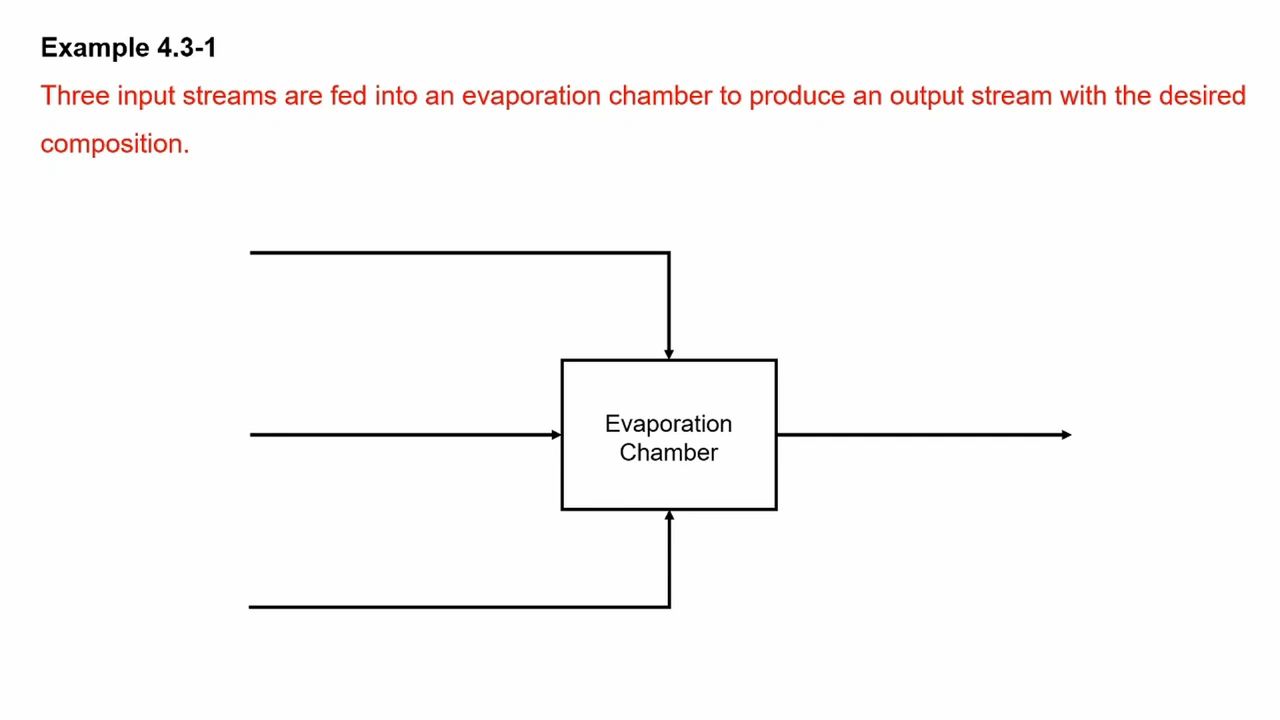 Example 4.3-1
Three input streams are fed into an evaporation chamber to produce an output stream with the desired
composition.
Evaporation
Chamber